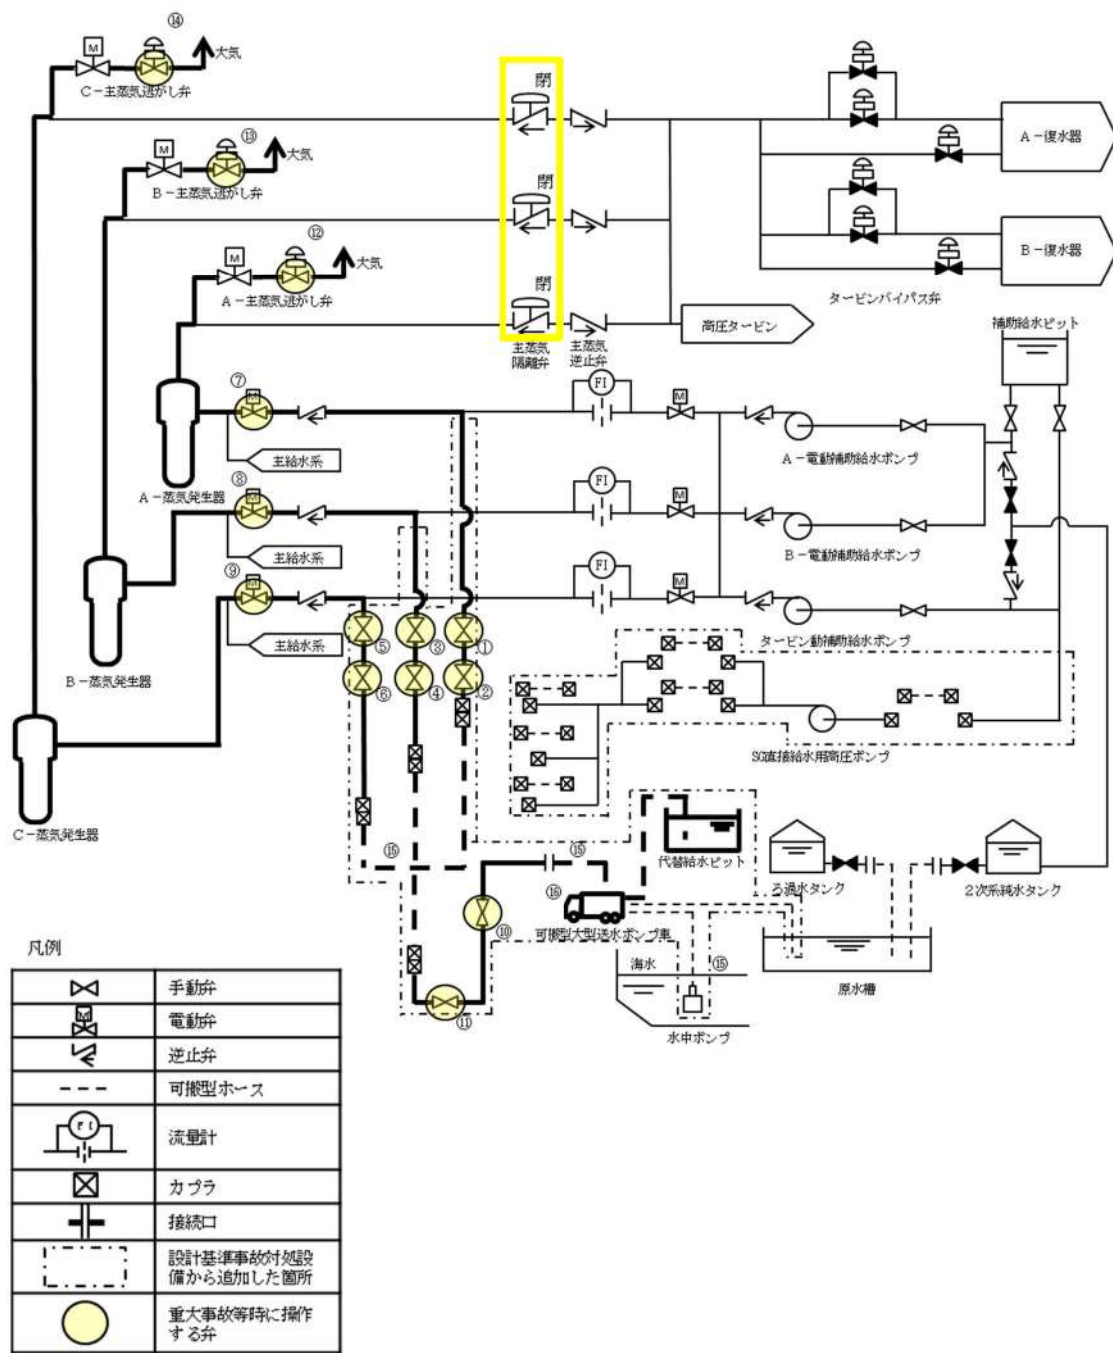 ⑭
M
大気
C－主蒸気逃がし弁
閉
A－復水器
⑬
M
大気
B－主蒸気逃がし弁
閉
⑫
M
大気
A－主蒸気逃がし弁
B－復水器
タービンバイパス弁
閉
高圧タービン
補助給水ピット
主蒸気
隔離弁
主蒸気
逆止弁
⑦
M
FI
M
主給水系
A－電動補助給水ポンプ
A－蒸気発生器
⑧
M
FI
M
主給水系
B－電動補助給水ポンプ
⑨
M
FI
M
主給水系
タービン動補助給水ポンプ
⑤
③
①
B－蒸気発生器
⑥
④
②
SG直接給水用高圧ポンプ
C－蒸気発生器
⑮
⑮
代替給水ピット
ろ過水タンク
2次系純水タンク
⑯
可搬型大型送水ポンプ車
⑩
海水
⑮
原水槽
⑪
水中ポンプ
凡例
手動弁
M
電動弁
逆止弁
可搬型ホース
FI
流量計
カプラ
接続口
設計基準事故対処設
備から追加した箇所
重大事故等時に操作
する弁